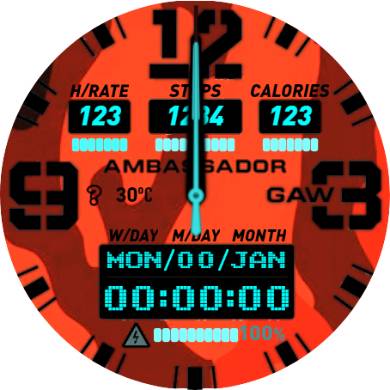 12
H/RATE STEPS CALORIES
123 1234 123
AMBASSADOR
9 30°C GAW 3
W/DAY M/DAY MONTH
MON/00/JAN
00:00:00
100%